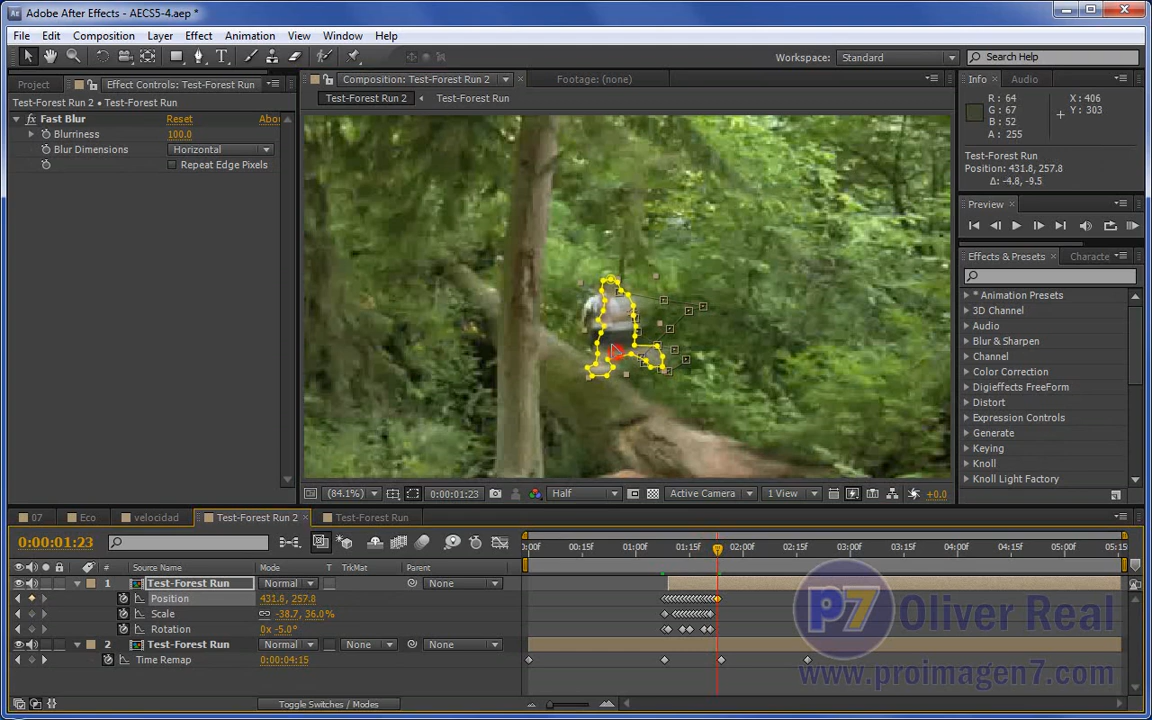 Adobe After Effects - AECS5-4.aep *
File Edit Composition Layer Effect Animation View Window Help
Workspace: Standard Search Help
Project Effect Controls: Test-Forest Run
Composition: Test-Forest Run 2 Footage: (none)
Info Audio
Test-Forest Run 2 • Test-Forest Run
Test-Forest Run 2 Test-Forest Run
Fast Blur Reset Abou
Blurriness 100.0
Blur Dimensions Horizontal
Repeat Edge Pixels
R: 64 X: 406
G: 67 Y: 303
B: 52
A: 255
Test-Forest Run
Position: 431.8, 257.8
Δ: -4.8, -9.5
Preview
Effects & Presets Characte
* Animation Presets
3D Channel
Audio
Blur & Sharpen
Channel
Color Correction
Digieffects FreeForm
Distort
Expression Controls
Generate
Keying
Knoll
Knoll Light Factory
(84.1%) 0:00:01:23 Half Active Camera 1 View +0.0
07 Eco velocidad Test-Forest Run 2 Test-Forest Run
0:00:01:23
:00f 00:15f 01:00f 01:15f 02:00f 02:15f 03:00f 03:15f 04:00f 04:15f 05:00f 05:15
# Source Name Mode T TrkMat Parent
1 Test-Forest Run Normal None
Position 431.8, 257.8
Scale -38.7, 36.0%
Rotation 0x -5.0°
2 Test-Forest Run Normal None None
Time Remap 0:00:04:15
Toggle Switches / Modes
p7 Oliver Real
www.proimagen7.com